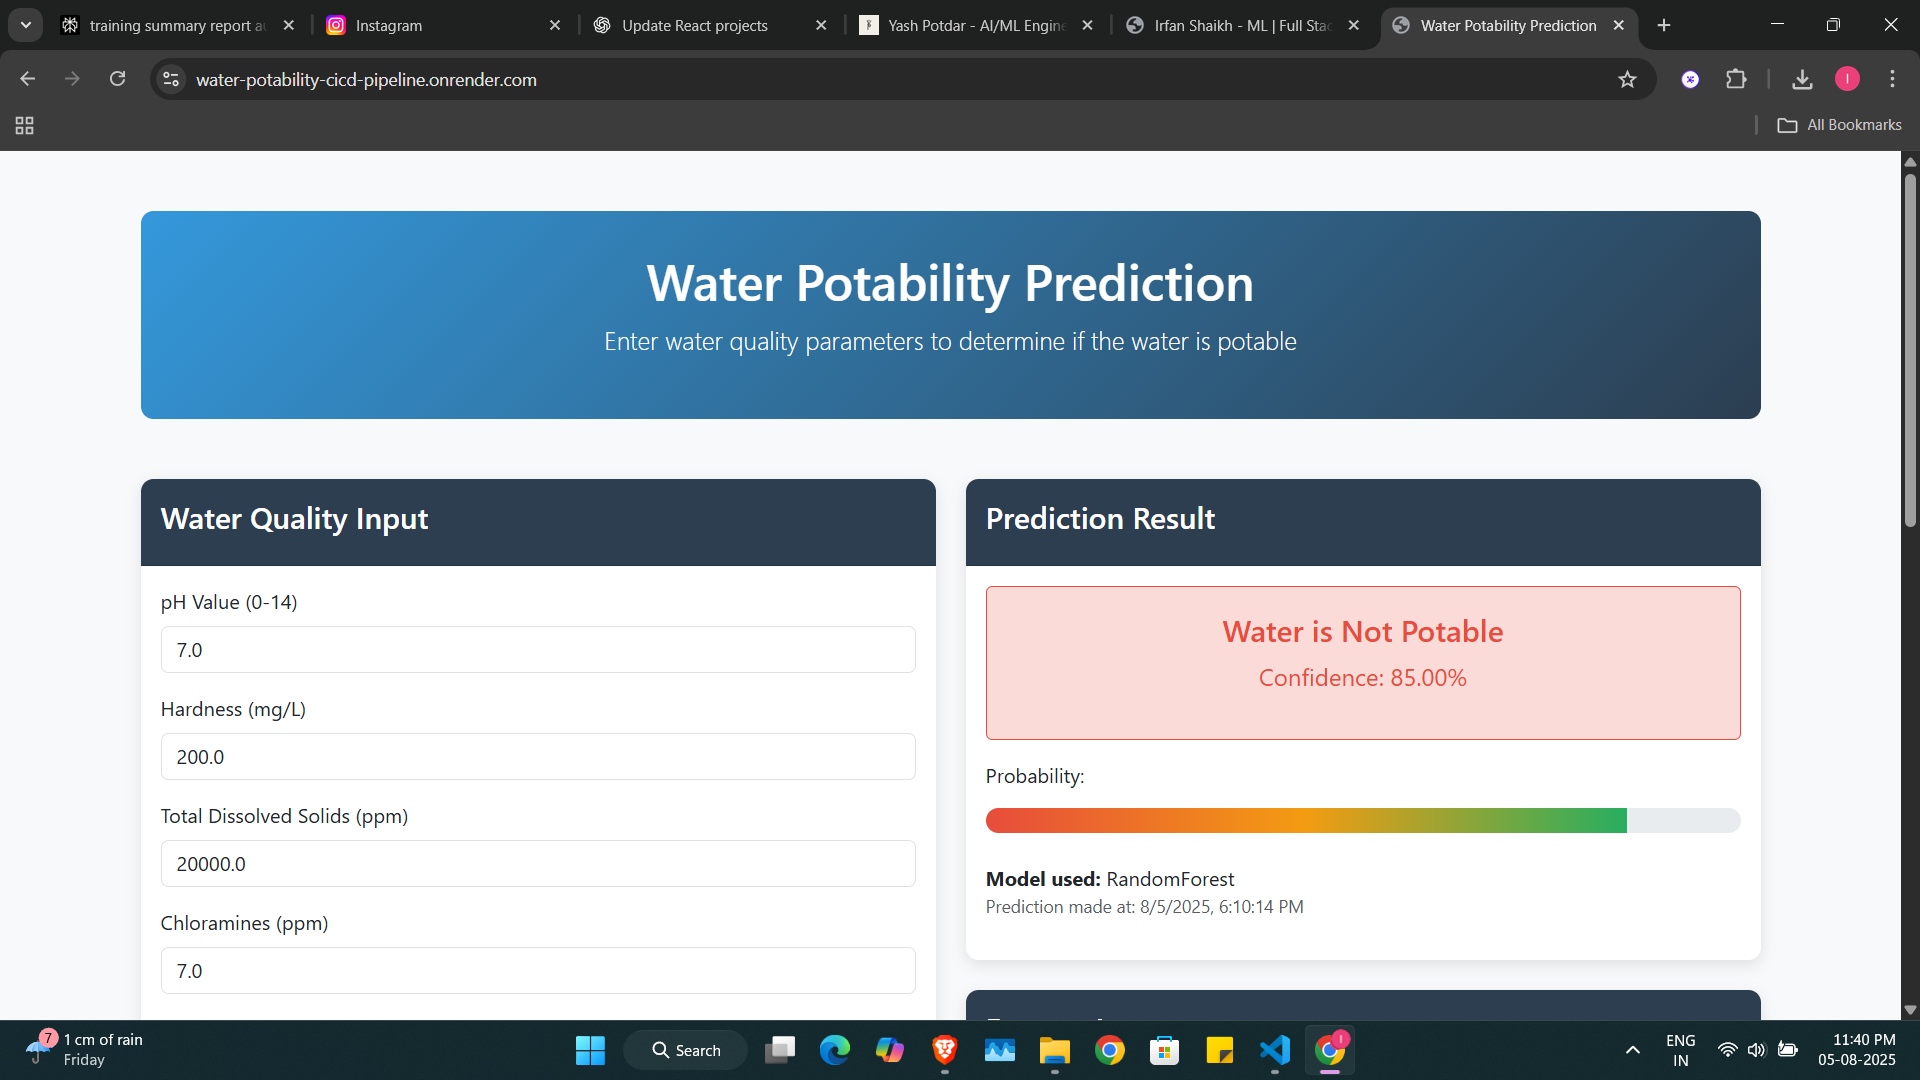 training summary report au
Instagram
Update React projects
Yash Potdar - AI/ML Engine
Irfan Shaikh - ML | Full Stac
Water Potability Prediction
water-potability-cicd-pipeline.onrender.com
I
All Bookmarks
Water Potability Prediction
Enter water quality parameters to determine if the water is potable
Water Quality Input
pH Value (0-14)
7.0
Hardness (mg/L)
200.0
Total Dissolved Solids (ppm)
20000.0
Chloramines (ppm)
7.0
Prediction Result
Water is Not Potable
Confidence: 85.00%
Probability:
Model used: RandomForest
Prediction made at: 8/5/2025, 6:10:14 PM
7
1 cm of rain
Friday
Search
I
ENG
IN
11:40 PM
05-08-2025